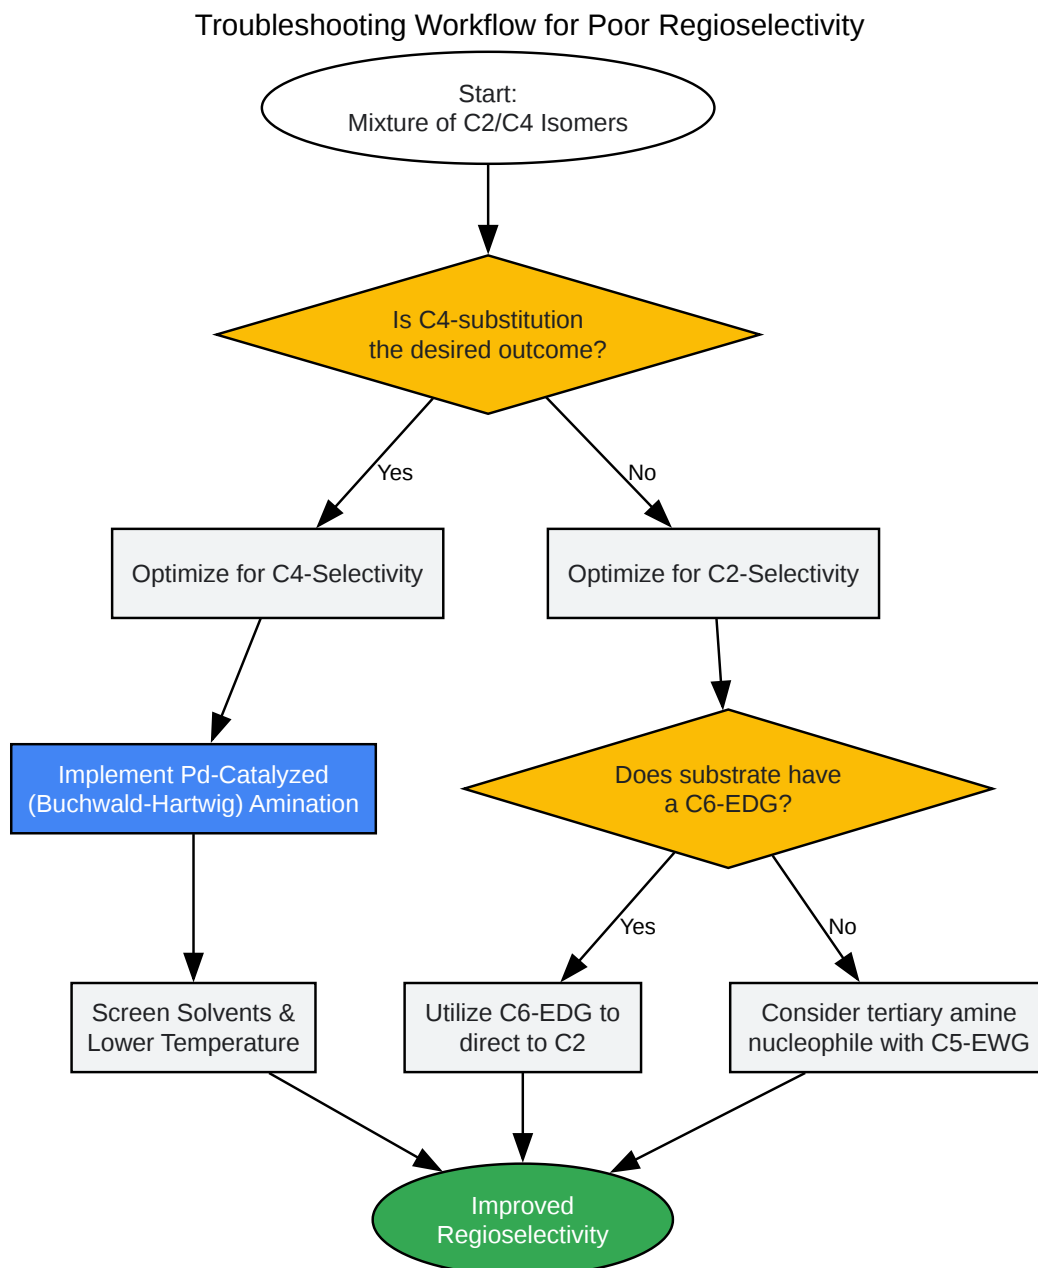 Troubleshooting Workflow for Poor Regioselectivity
Start:
Mixture of C2/C4 Isomers
Is C4-substitution
the desired outcome?
Yes
No
Optimize for C4-Selectivity
Optimize for C2-Selectivity
Implement Pd-Catalyzed
(Buchwald-Hartwig) Amination
Does substrate have
a C6-EDG?
Yes
No
Screen Solvents &
Lower Temperature
Utilize C6-EDG to
direct to C2
Consider tertiary amine
nucleophile with C5-EWG
Improved
Regioselectivity